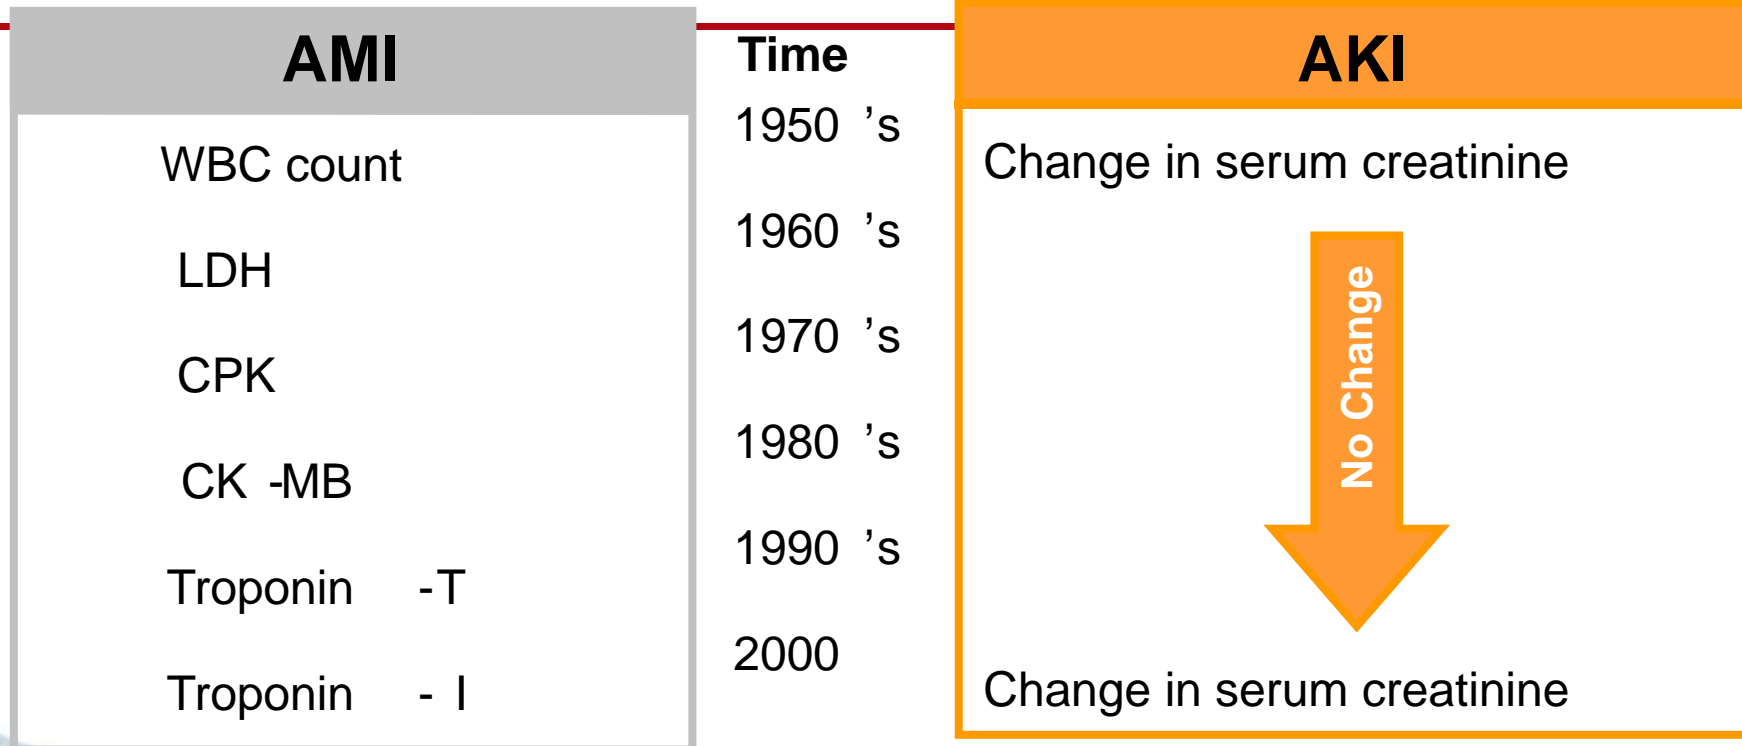 AMI
WBC count
LDH
CPK
CK -MB
Troponin -T
Troponin - I
Time
1950 's
1960 's
1970 's
1980 's
1990 's
2000
AKI
Change in serum creatinine
No Change
Change in serum creatinine